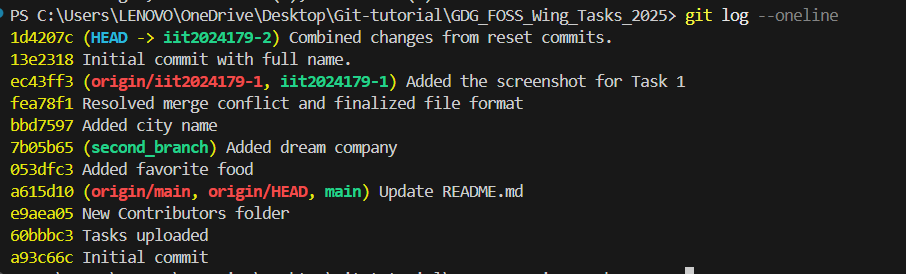 PS C:\Users\LENOVO\OneDrive\Desktop\Git-tutorial\GDG_FOSS_Wing_Tasks_2025> git log --oneline
1d4207c (HEAD -> iit2024179-2) Combined changes from reset commits.
13e2318 Initial commit with full name.
ec43ff3 (origin/iit2024179-1, iit2024179-1) Added the screenshot for Task 1
fea78f1 Resolved merge conflict and finalized file format
bbd7597 Added city name
7b05b65 (second_branch) Added dream company
053dfc3 Added favorite food
a615d10 (origin/main, origin/HEAD, main) Update README.md
e9aea05 New Contributors folder
60bbbc3 Tasks uploaded
a93c66c Initial commit